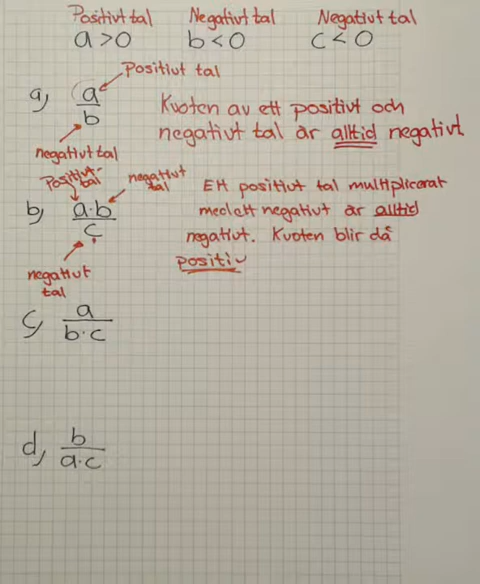 Positivt tal Negativt tal Negativt tal
a > 0 b < 0 c < 0
Positivt tal
a) a/b
negativt tal
Kvoten av ett positivt och
negativt tal är alltid negativt
Positivt tal
negativt tal
b) a·b/c
negativt tal
Ett positivt tal multiplicerat
med ett negativt är alltid
negativt. Kvoten blir då
positiv
c) a/b·c
d) b/a·c